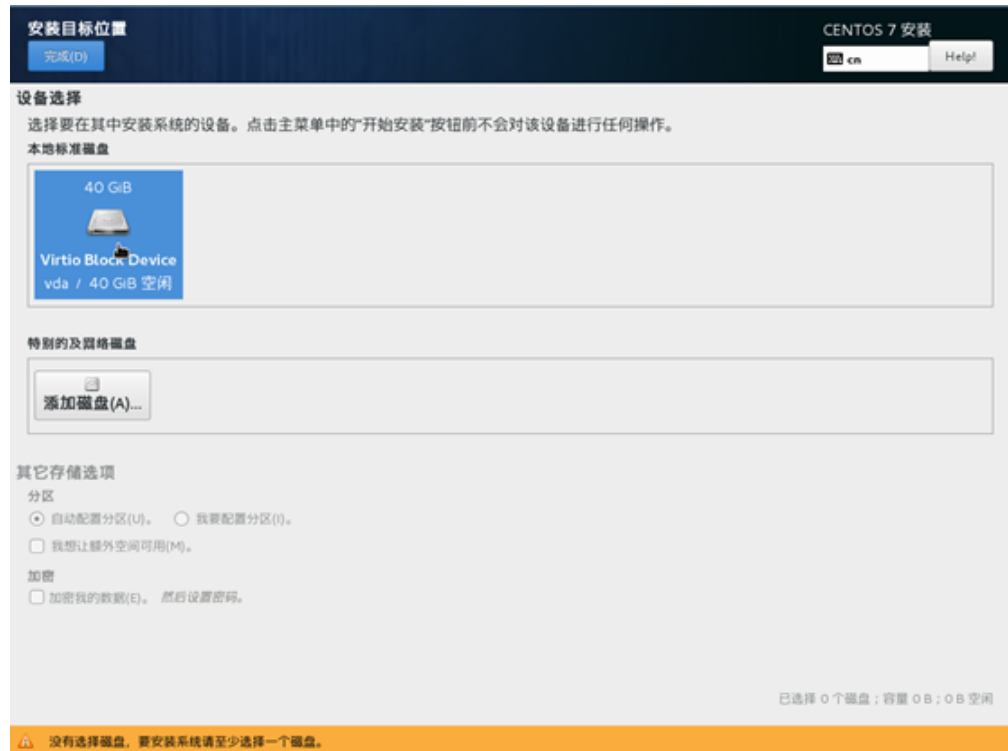 安装目标位置
CENTOS 7 安装
完成(D)
cn
Help!
设备选择
选择要在其中安装系统的设备。点击主菜单中的"开始安装"按钮前不会对该设备进行任何操作。
本地标准磁盘
40 GiB
Virtio Block Device
vda / 40 GiB 空闲
特别的及网络磁盘
添加磁盘(A)...
其它存储选项
分区
自动配置分区(U)。 我要配置分区(I)。
我想让额外空间可用(M)。
加密
加密我的数据(E)。 然后设置密码。
已选择 0 个磁盘；容量 0 B；0 B 空闲
没有选择磁盘，要安装系统请至少选择一个磁盘。